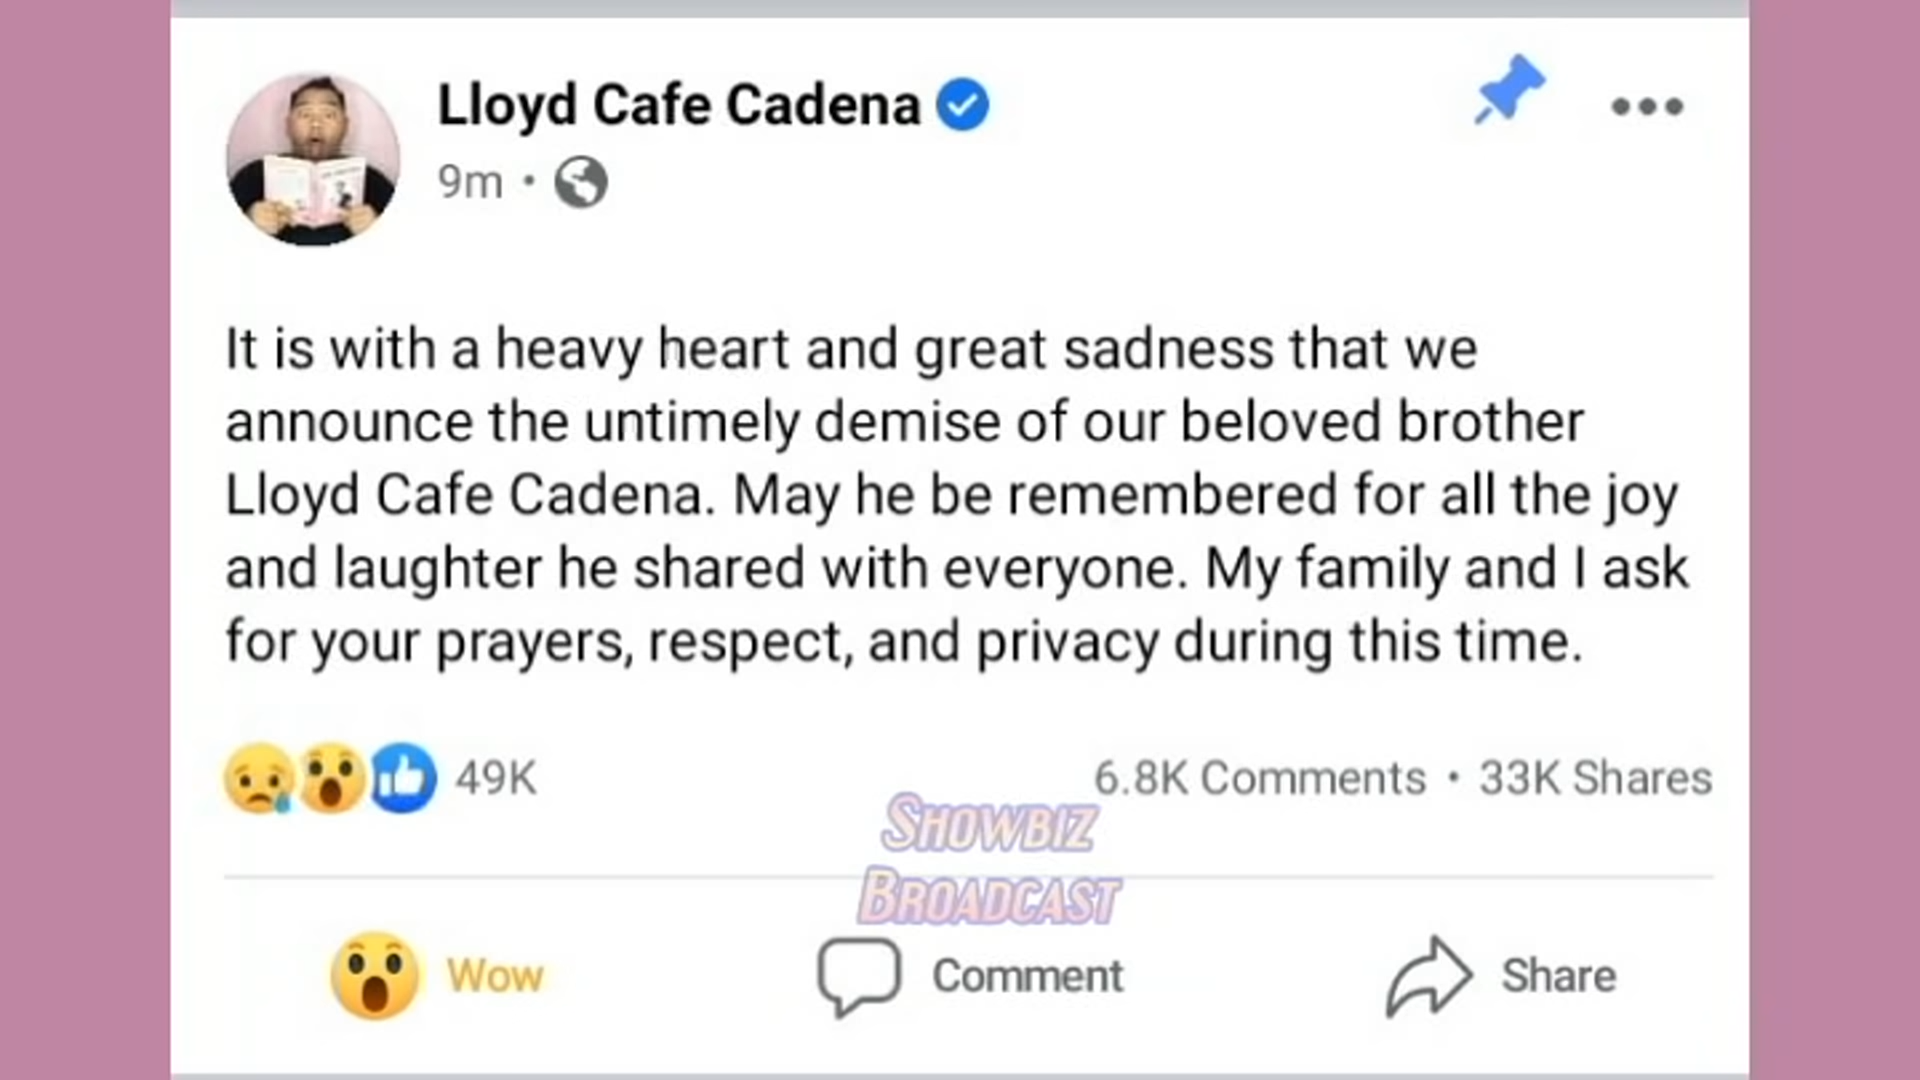 Lloyd Cafe Cadena
9m
It is with a heavy heart and great sadness that we
announce the untimely demise of our beloved brother
Lloyd Cafe Cadena. May he be remembered for all the joy
and laughter he shared with everyone. My family and I ask
for your prayers, respect, and privacy during this time.
49K
6.8K Comments • 33K Shares
SHOWBIZ
BROADCAST
Wow
Comment
Share